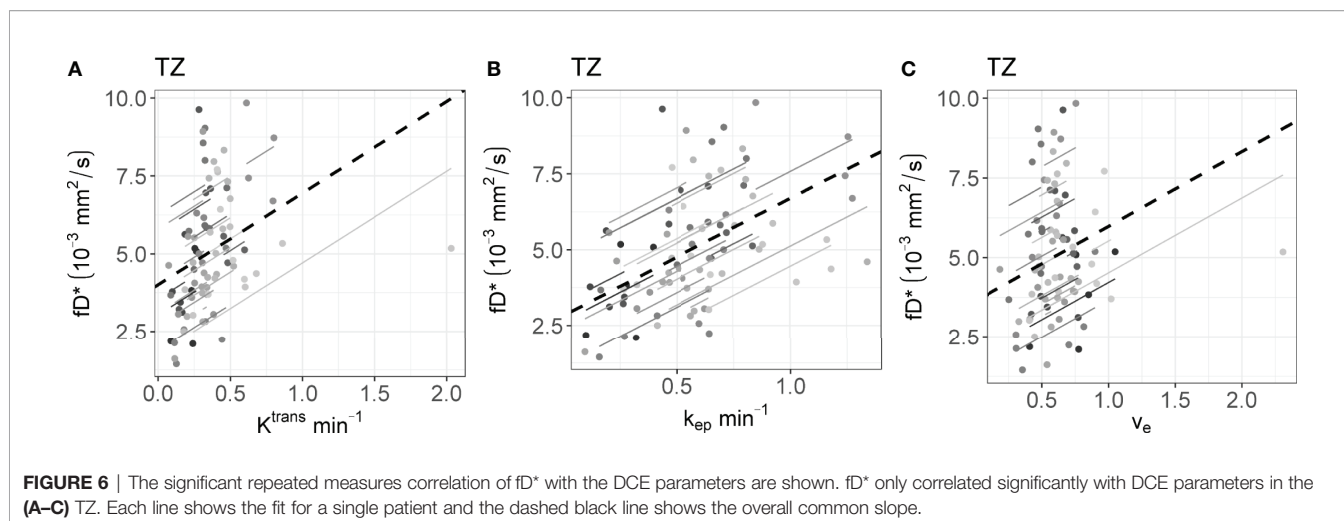 A TZ
10.0
7.5
5.0
2.5
fD* (10⁻³ mm²/s)
0.0 0.5 1.0 1.5 2.0
Kᵗʳᵃⁿˢ min⁻¹
B TZ
10.0
7.5
5.0
2.5
fD* (10⁻³ mm²/s)
0.5 1.0
kₑₚ min⁻¹
C TZ
10.0
7.5
5.0
2.5
fD* (10⁻³ mm²/s)
0.5 1.0 1.5 2.0
vₑ
FIGURE 6 | The significant repeated measures correlation of fD* with the DCE parameters are shown. fD* only correlated significantly with DCE parameters in the
(A–C) TZ. Each line shows the fit for a single patient and the dashed black line shows the overall common slope.